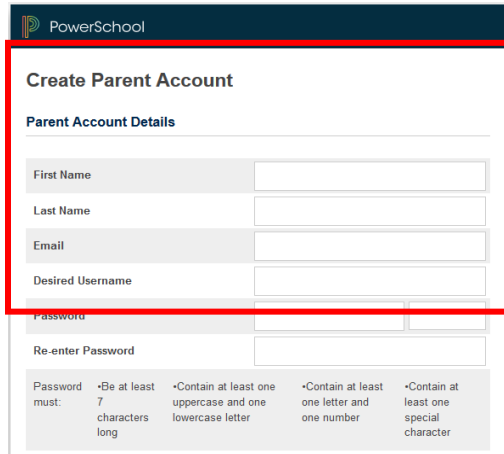 PowerSchool
Create Parent Account
Parent Account Details
First Name
Last Name
Email
Desired Username
Password
Re-enter Password
Password must:
•Be at least 7 characters long
•Contain at least one uppercase and one lowercase letter
•Contain at least one letter and one number
•Contain at least one special character